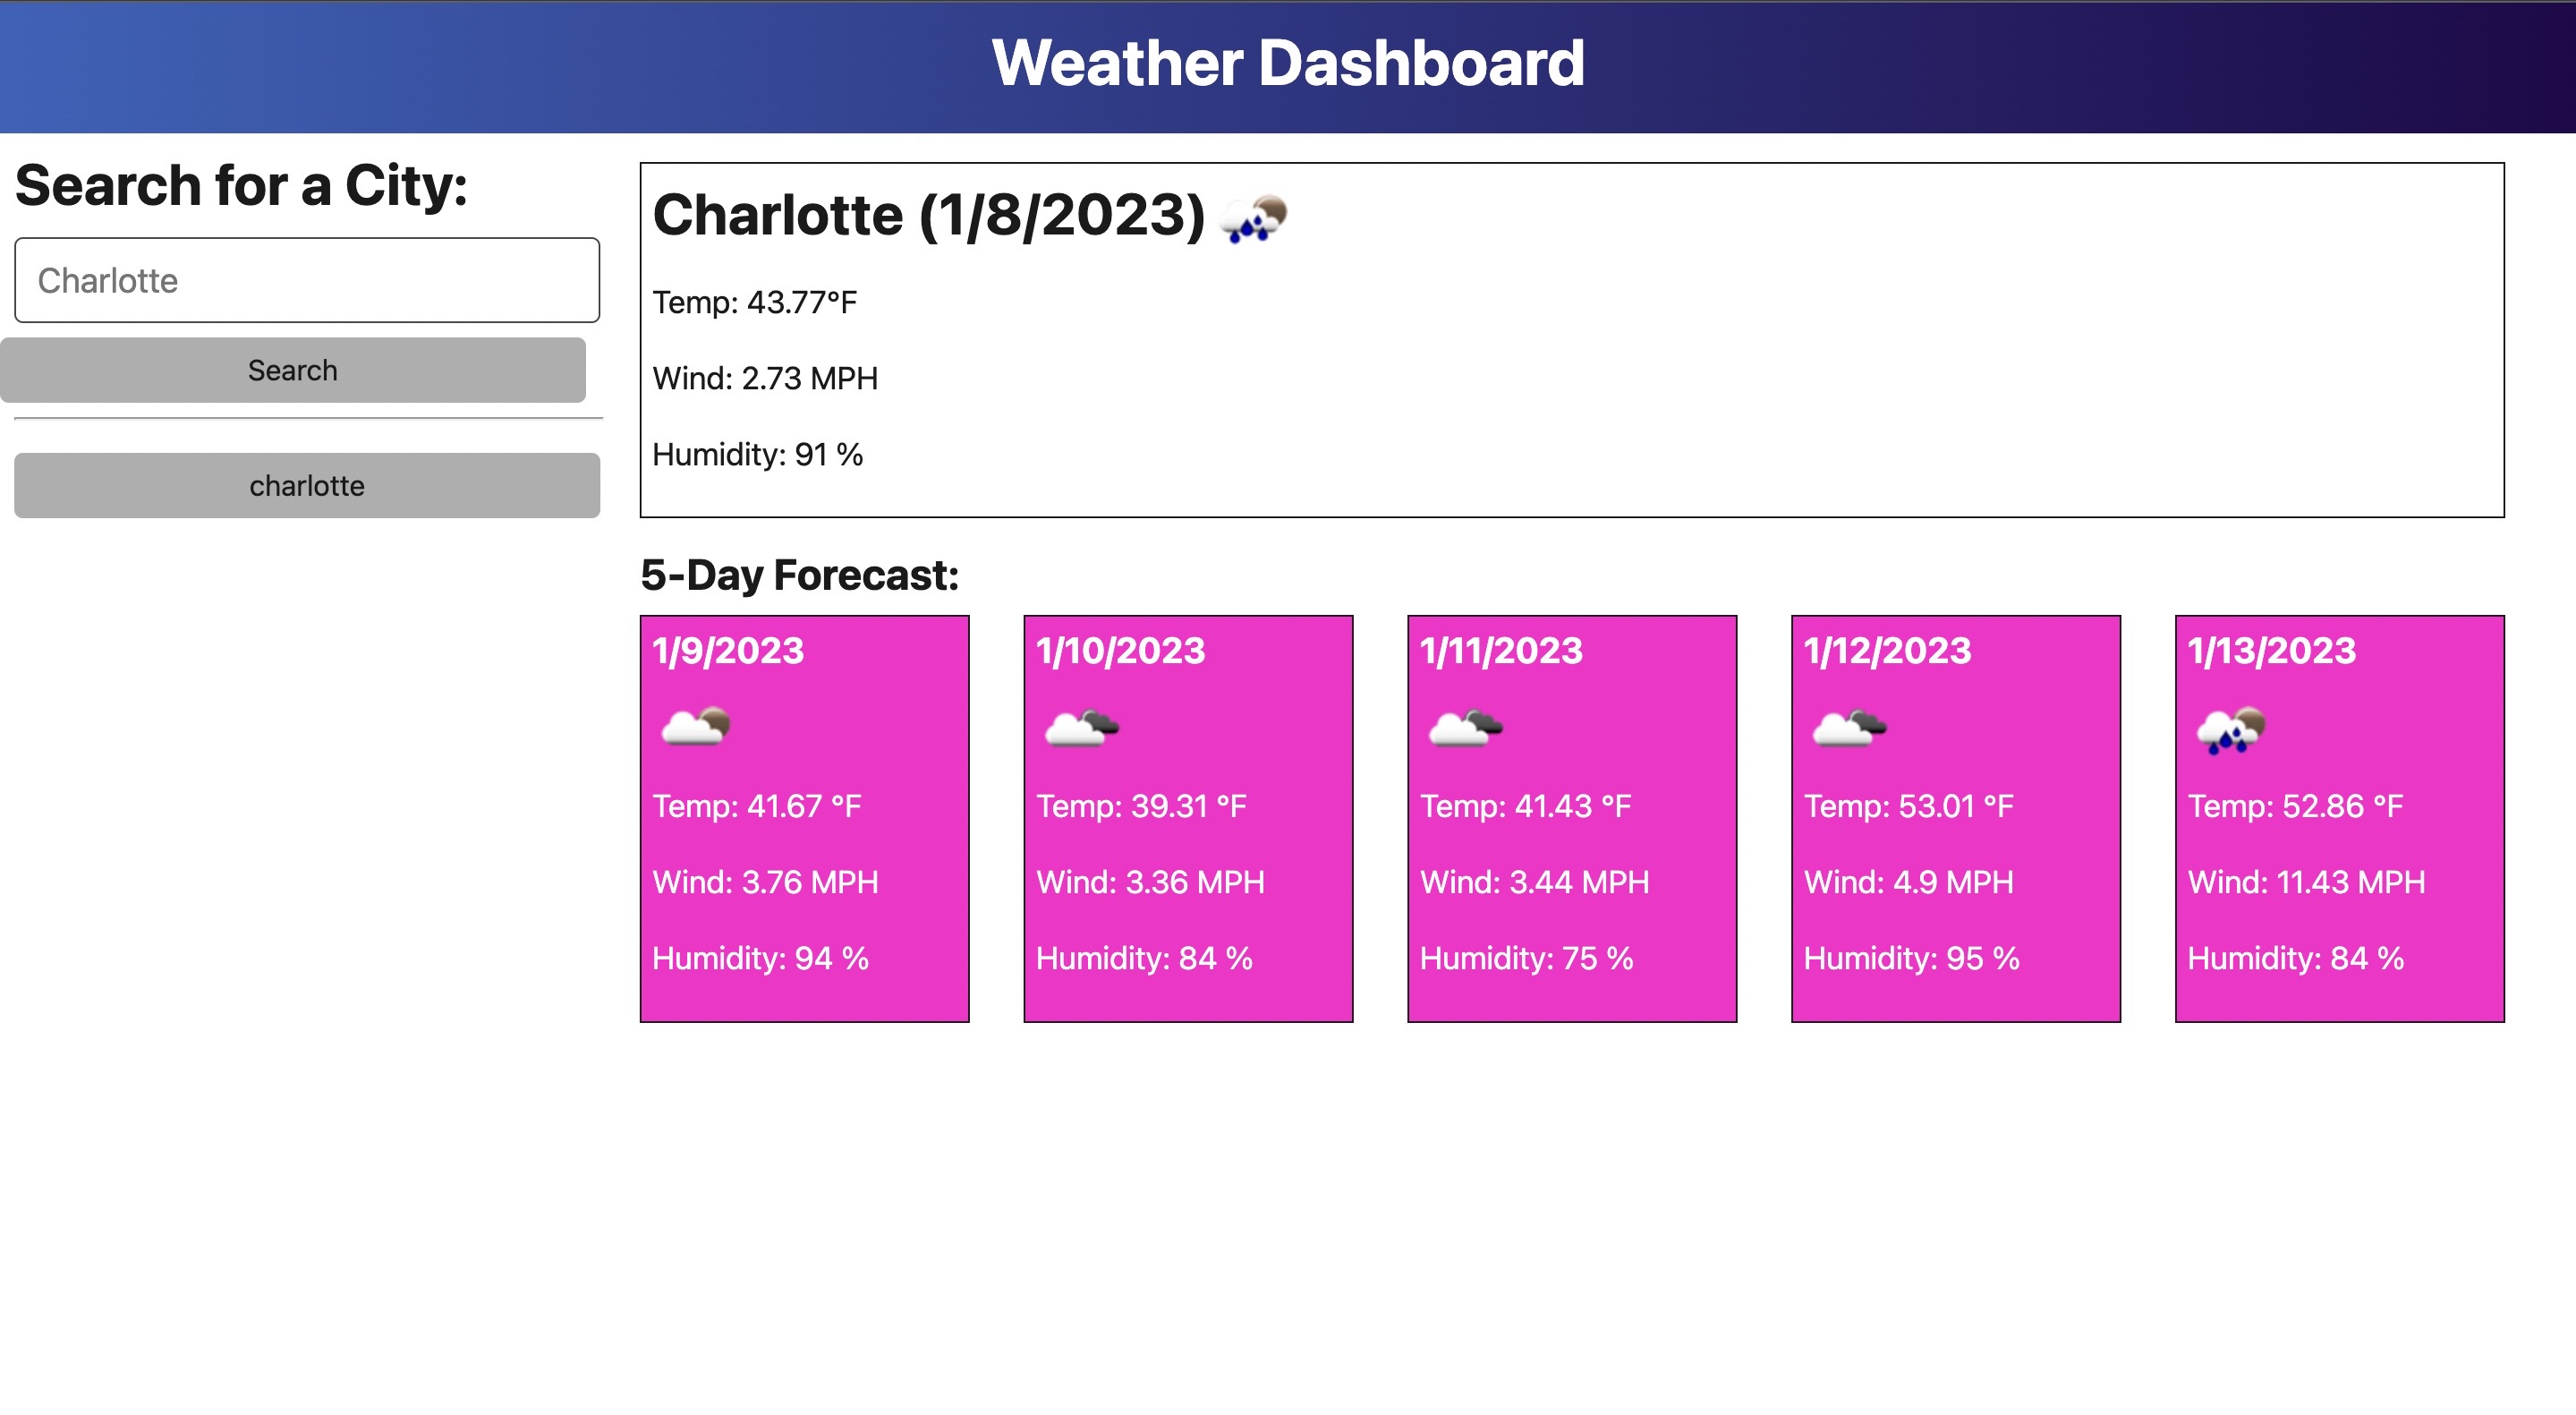 Weather Dashboard
Search for a City:
Charlotte
Search
charlotte
Charlotte (1/8/2023)
Temp: 43.77°F
Wind: 2.73 MPH
Humidity: 91 %
5-Day Forecast:
1/9/2023
Temp: 41.67 °F
Wind: 3.76 MPH
Humidity: 94 %
1/10/2023
Temp: 39.31 °F
Wind: 3.36 MPH
Humidity: 84 %
1/11/2023
Temp: 41.43 °F
Wind: 3.44 MPH
Humidity: 75 %
1/12/2023
Temp: 53.01 °F
Wind: 4.9 MPH
Humidity: 95 %
1/13/2023
Temp: 52.86 °F
Wind: 11.43 MPH
Humidity: 84 %